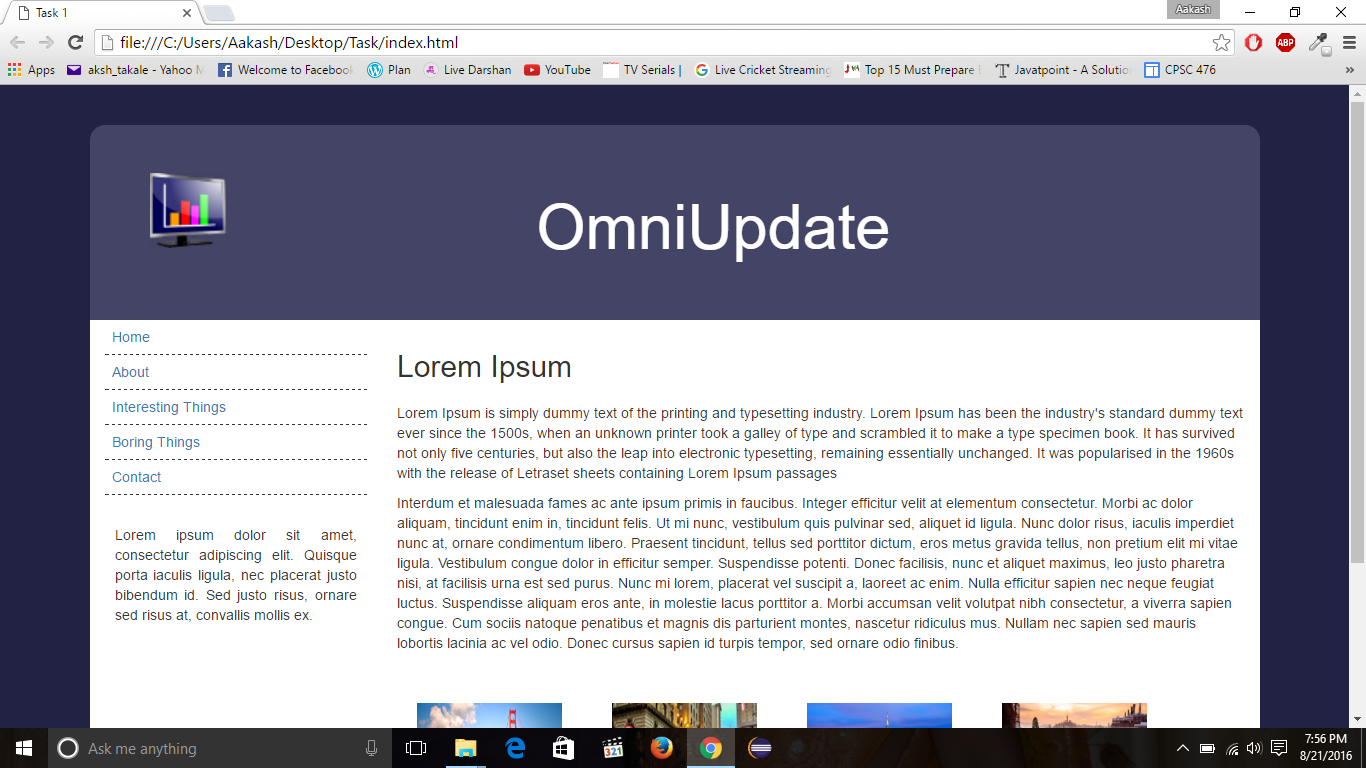 Task 1
Aakash
file:///C:/Users/Aakash/Desktop/Task/index.html
ABP
Apps
aksh_takale - Yahoo M
Welcome to Facebook
Plan
Live Darshan
YouTube
TV Serials |
Live Cricket Streaming
Top 15 Must Prepare
Javatpoint - A Solutio
CPSC 476
»
OmniUpdate
Home
About
Interesting Things
Boring Things
Contact
Lorem ipsum dolor sit amet,
consectetur adipiscing elit. Quisque
porta iaculis ligula, nec placerat justo
bibendum id. Sed justo risus, ornare
sed risus at, convallis mollis ex.
Lorem Ipsum
Lorem Ipsum is simply dummy text of the printing and typesetting industry. Lorem Ipsum has been the industry's standard dummy text
ever since the 1500s, when an unknown printer took a galley of type and scrambled it to make a type specimen book. It has survived
not only five centuries, but also the leap into electronic typesetting, remaining essentially unchanged. It was popularised in the 1960s
with the release of Letraset sheets containing Lorem Ipsum passages
Interdum et malesuada fames ac ante ipsum primis in faucibus. Integer efficitur velit at elementum consectetur. Morbi ac dolor
aliquam, tincidunt enim in, tincidunt felis. Ut mi nunc, vestibulum quis pulvinar sed, aliquet id ligula. Nunc dolor risus, iaculis imperdiet
nunc at, ornare condimentum libero. Praesent tincidunt, tellus sed porttitor dictum, eros metus gravida tellus, non pretium elit mi vitae
ligula. Vestibulum congue dolor in efficitur semper. Suspendisse potenti. Donec facilisis, nunc et aliquet maximus, leo justo pharetra
nisi, at facilisis urna est sed purus. Nunc mi lorem, placerat vel suscipit a, laoreet ac enim. Nulla efficitur sapien nec neque feugiat
luctus. Suspendisse aliquam eros ante, in molestie lacus porttitor a. Morbi accumsan velit volutpat nibh consectetur, a viverra sapien
congue. Cum sociis natoque penatibus et magnis dis parturient montes, nascetur ridiculus mus. Nullam nec sapien sed mauris
lobortis lacinia ac vel odio. Donec cursus sapien id turpis tempor, sed ornare odio finibus.
Ask me anything
321
7:56 PM
8/21/2016